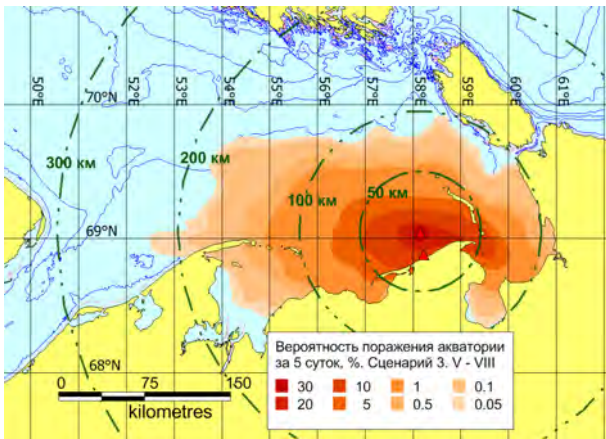 50°E 52°E 53°E 54°E 55°E 56°E 57°E 58°E 59°E 60°E 61°E
70°N
300 км
200 км
100 км
50 км
69°N
68°N
0 75 150
kilometres
Вероятность поражения акватории
за 5 суток, %. Сценарий 3. V - VIII
30 10 1 0.1
20 5 0.5 0.05